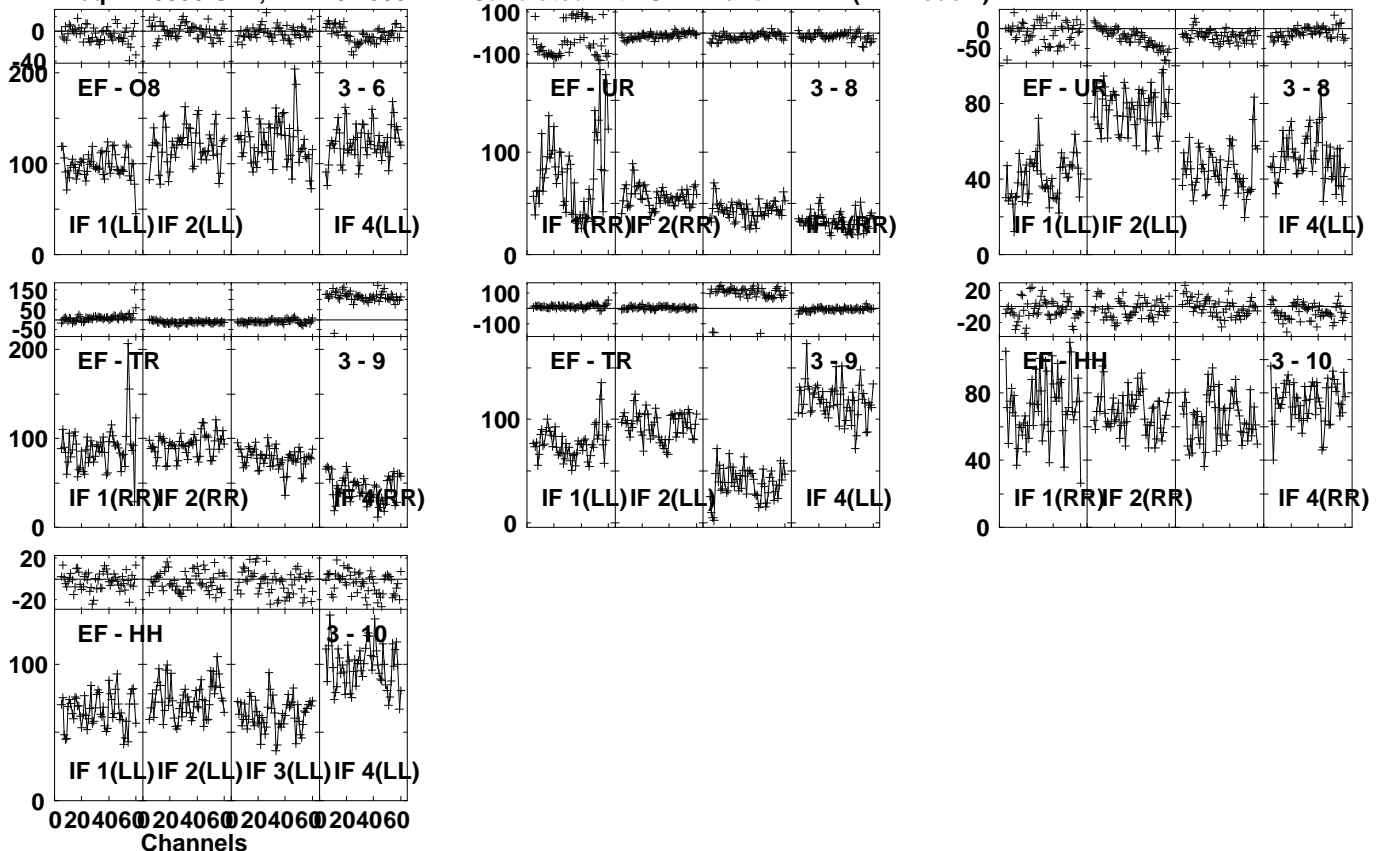 0
-40
200
100
0
EF - O8
3 - 6
IF 1(LL)
IF 2(LL)
IF 4(LL)
100
-100
100
0
EF - UR
3 - 8
IF 1(RR)
IF 2(RR)
IF 4(RR)
0
-50
80
40
0
EF - UR
3 - 8
IF 1(LL)
IF 2(LL)
IF 4(LL)
150
50
-50
200
100
0
EF - TR
3 - 9
IF 1(RR)
IF 2(RR)
IF 4(RR)
100
-100
100
0
EF - TR
3 - 9
IF 1(LL)
IF 2(LL)
IF 4(LL)
20
-20
80
40
0
EF - HH
3 - 10
IF 1(RR)
IF 2(RR)
IF 4(RR)
20
-20
100
0
EF - HH
3 - 10
IF 1(LL)
IF 2(LL)
IF 3(LL)
IF 4(LL)
0 20 40 60 0 20 40 60 0 20 40 60 0 20 40 60
Channels